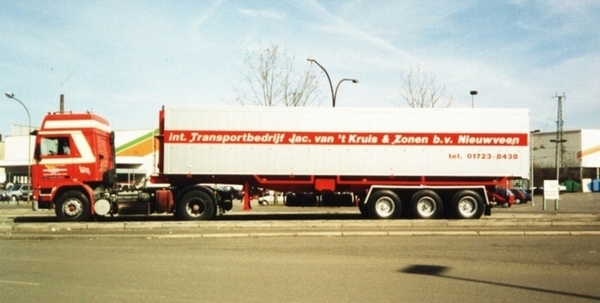 int. Transportbedrijf Jac. van 't Kruis & Zonen b.v. Nieuwveen
tel. 01723-8438